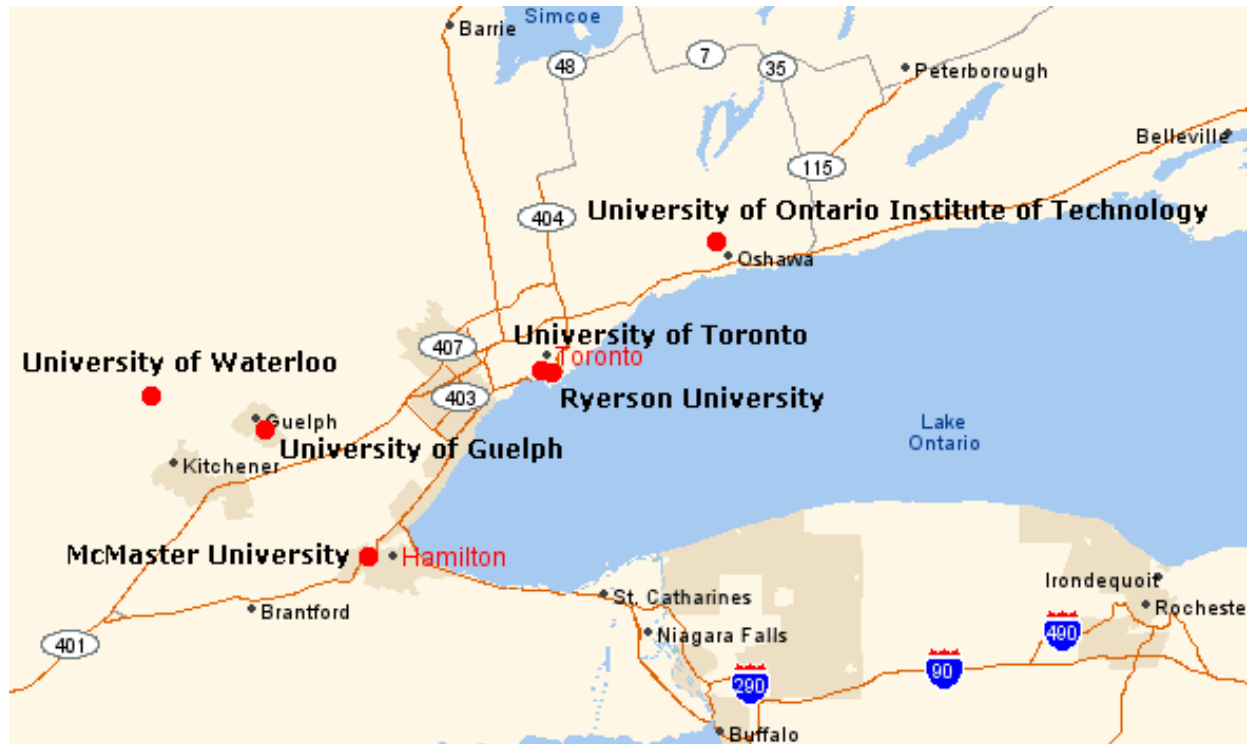 Simcoe
Barrie
48
7
35
Peterborough
Belleville
115
404
University of Ontario Institute of Technology
Oshawa
University of Toronto
407
Toronto
University of Waterloo
403
Ryerson University
Guelph
Lake
Ontario
University of Guelph
Kitchener
McMaster University
Hamilton
Irondequoit
St. Catharines
Brantford
Rocheste
Niagara Falls
490
401
90
290
Buffalo